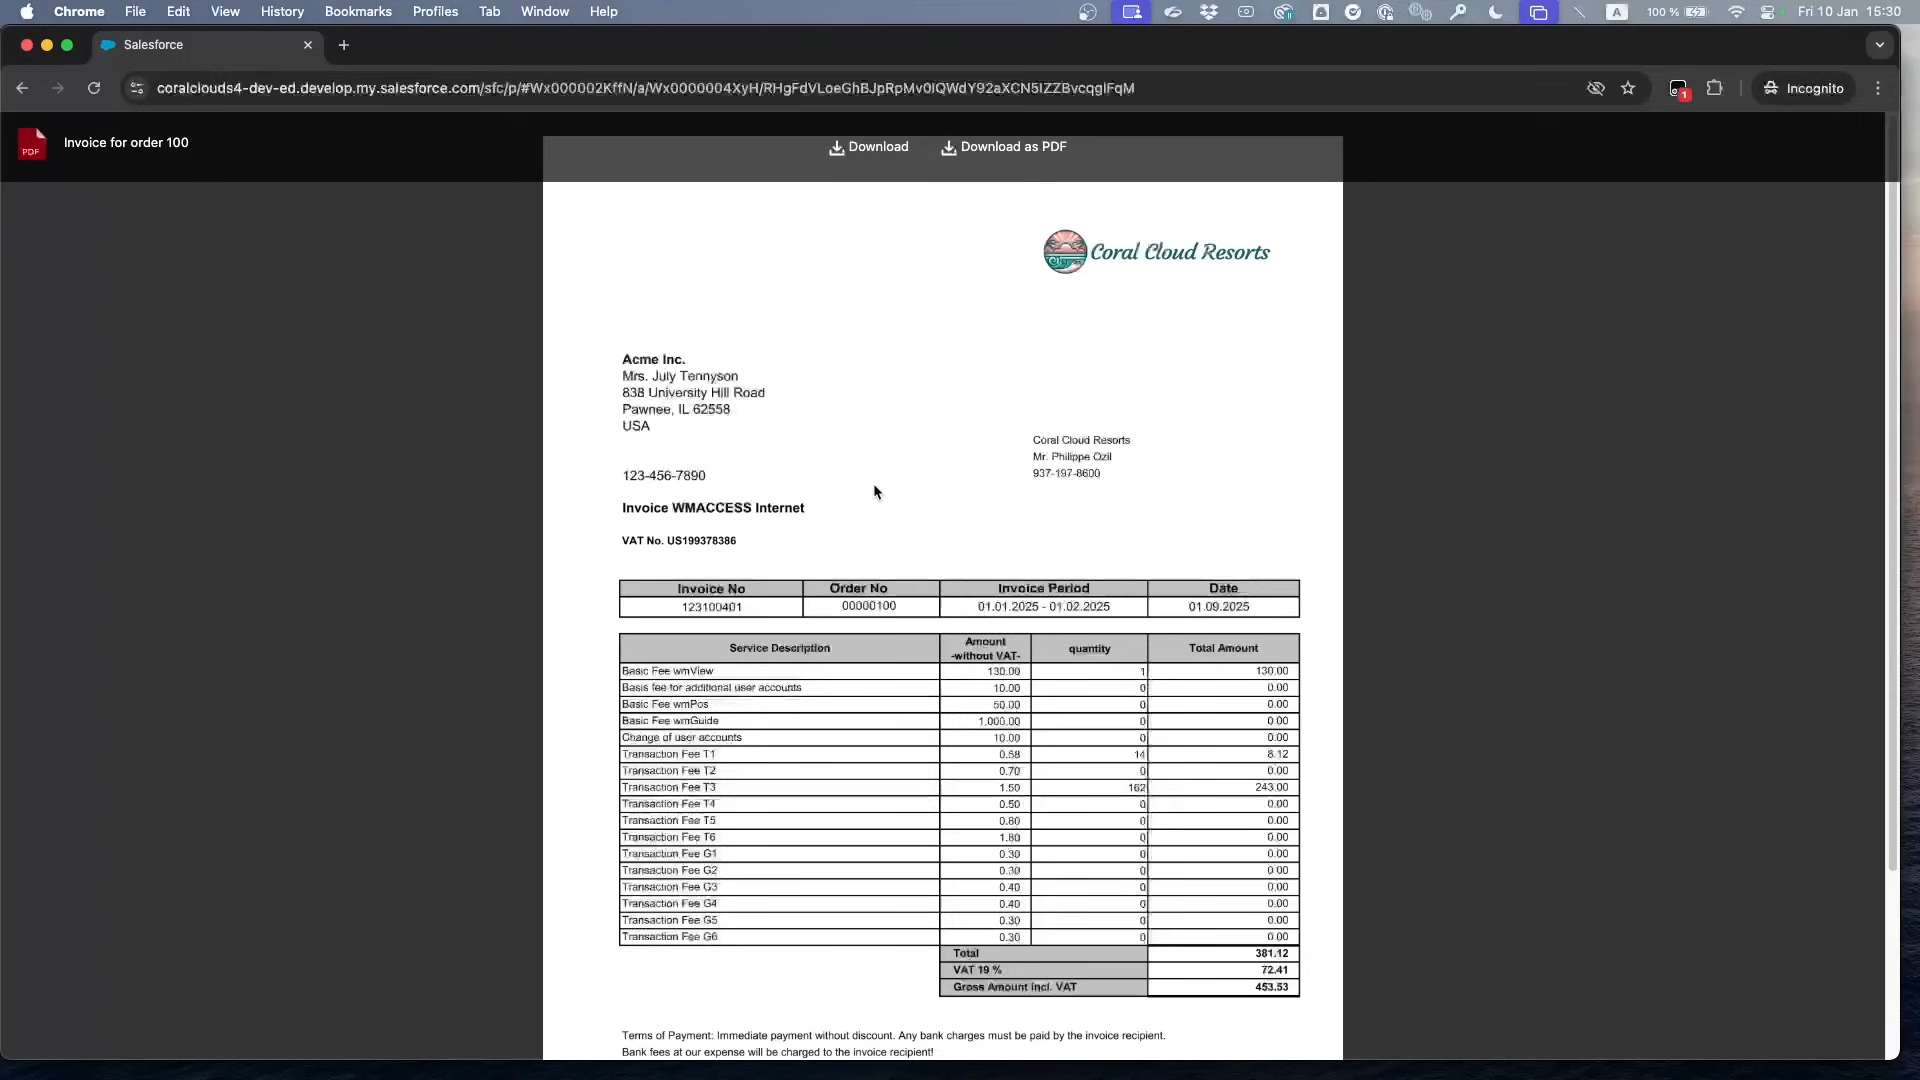 Chrome File Edit View History Bookmarks Profiles Tab Window Help A 100 % Fri 10 Jan 15:30
Salesforce
coralclouds4-dev-ed.develop.my.salesforce.com/sfc/p/#Wx000002KffN/a/Wx0000004XyH/RHgFdVLoeGhBJpRpMv0IQWdY92aXCN5IZZBvcqgIFqM 1 Incognito
PDF Invoice for order 100 Download Download as PDF
Coral Cloud Resorts
Acme Inc.
Mrs. July Tennyson
838 University Hill Road
Pawnee, IL 62558
USA
Coral Cloud Resorts
Mr. Philippe Ozil
937-197-8600
123-456-7890
Invoice WMACCESS Internet
VAT No. US199378386
Invoice No Order No Invoice Period Date
123100401 00000100 01.01.2025 - 01.02.2025 01.09.2025
Service Description Amount -without VAT- quantity Total Amount
Basic Fee wmView 130.00 1 130.00
Basis fee for additional user accounts 10.00 0 0.00
Basic Fee wmPos 50.00 0 0.00
Basic Fee wmGuide 1.000.00 0 0.00
Change of user accounts 10.00 0 0.00
Transaction Fee T1 0.58 14 8.12
Transaction Fee T2 0.70 0 0.00
Transaction Fee T3 1.50 162 243.00
Transaction Fee T4 0.50 0 0.00
Transaction Fee T5 0.80 0 0.00
Transaction Fee T6 1.80 0 0.00
Transaction Fee G1 0.30 0 0.00
Transaction Fee G2 0.30 0 0.00
Transaction Fee G3 0.40 0 0.00
Transaction Fee G4 0.40 0 0.00
Transaction Fee G5 0.30 0 0.00
Transaction Fee G6 0.30 0 0.00
Total 381.12
VAT 19 % 72.41
Gross Amount incl. VAT 453.53
Terms of Payment: Immediate payment without discount. Any bank charges must be paid by the invoice recipient.
Bank fees at our expense will be charged to the invoice recipient!